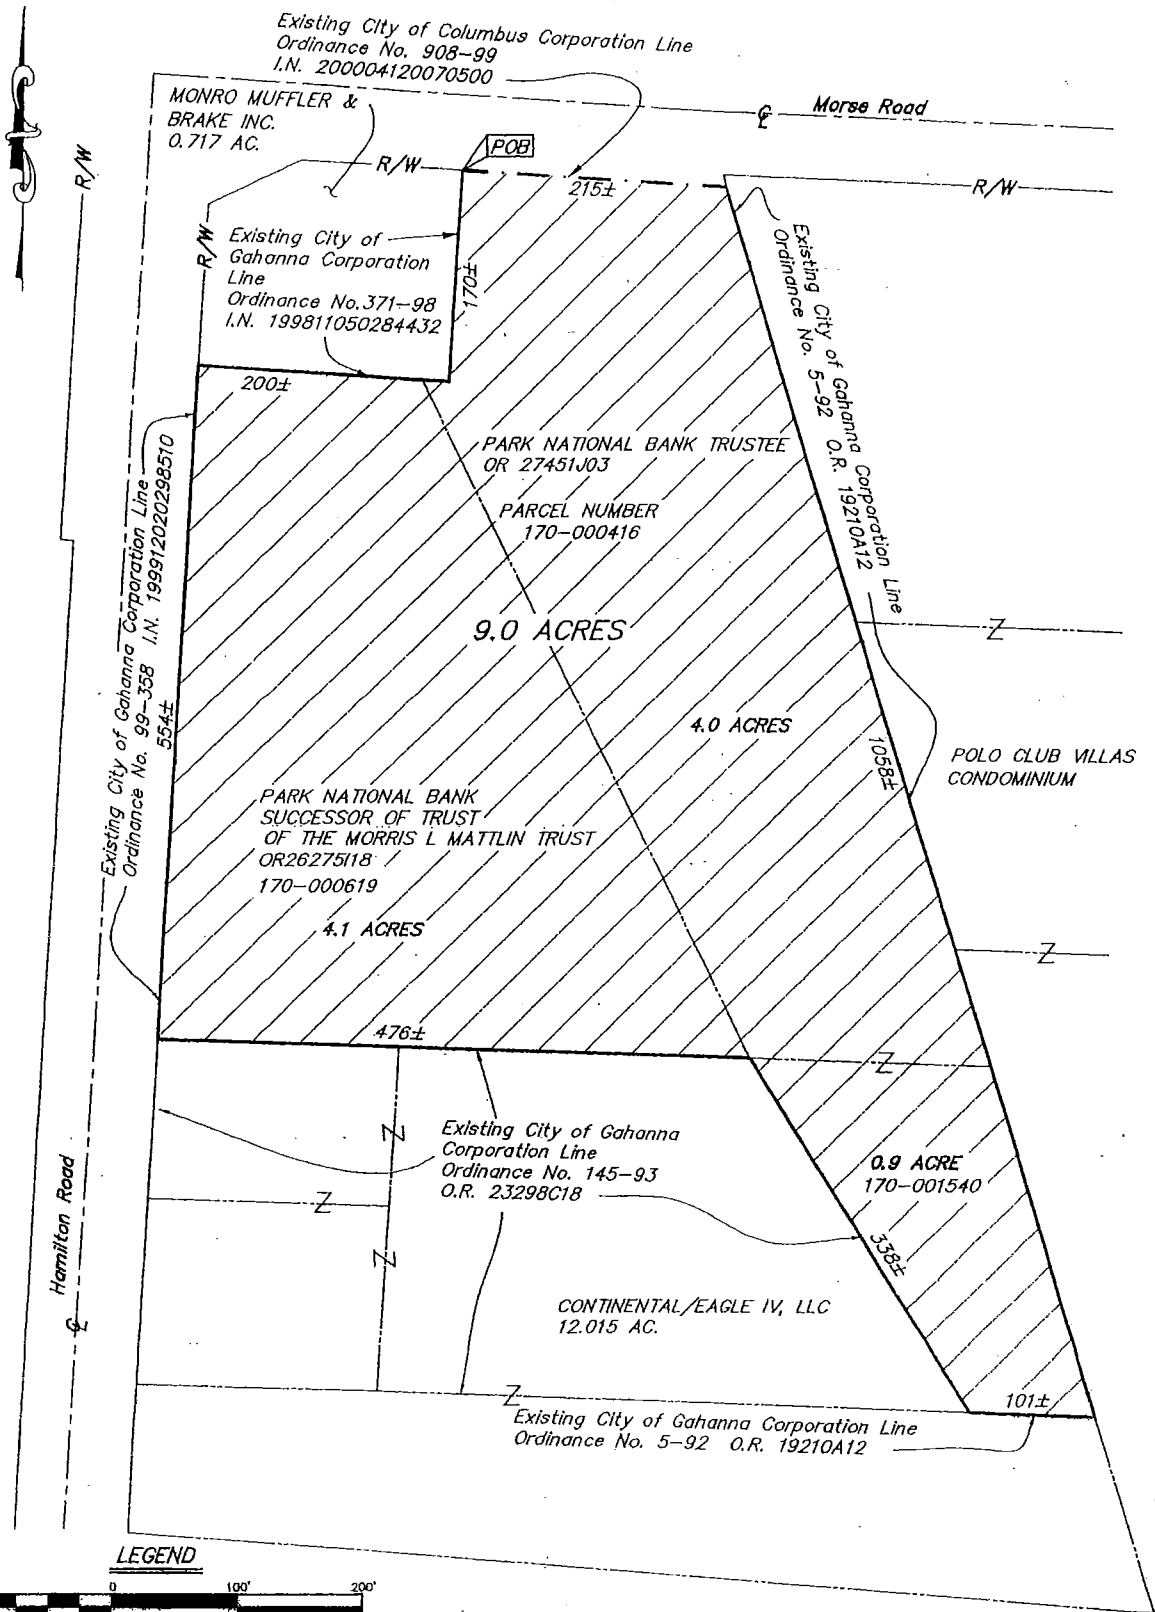 Existing City of Columbus Corporation Line
Ordinance No. 908-99
I.N. 200004120070500
MONRO MUFFLER &
BRAKE INC.
0.717 AC.
Morse Road
R/W
POB
R/W
215±
R/W
R/W
Existing City of
Gahanna Corporation
Line
Ordinance No.371-98
I.N. 199811050284432
170±
Existing City of Gahanna Corporation Line
Ordinance No. 5-92 O.R. 19210A12
200±
PARK NATIONAL BANK TRUSTEE
OR 27451J03
PARCEL NUMBER
170-000416
Existing City of Gahanna Corporation Line
Ordinance No. 99-358 I.N. 199912020298510
554±
9.0 ACRES
4.0 ACRES
1058±
POLO CLUB VILLAS
CONDOMINIUM
PARK NATIONAL BANK
SUCCESSOR OF TRUST
OF THE MORRIS L MATTLIN TRUST
OR26275I18
170-000619
4.1 ACRES
476±
Existing City of Gahanna
Corporation Line
Ordinance No. 145-93
O.R. 23298C18
0.9 ACRE
170-001540
338±
Hamilton Road
CONTINENTAL/EAGLE IV, LLC
12.015 AC.
101±
Existing City of Gahanna Corporation Line
Ordinance No. 5-92 O.R. 19210A12
LEGEND
0 100' 200'